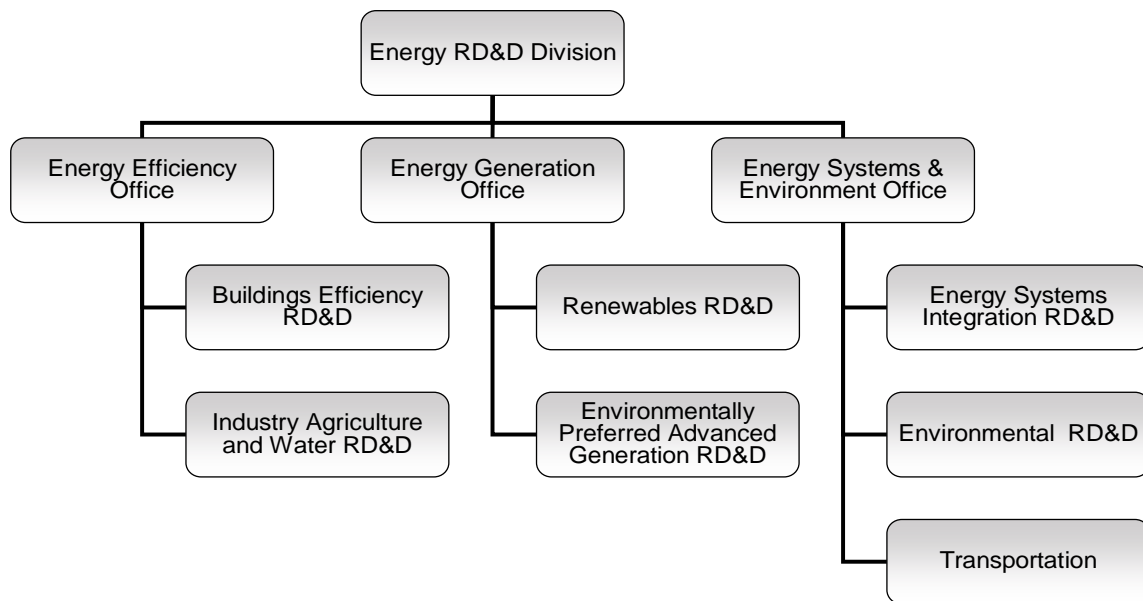 Energy RD&D Division
Energy Efficiency
Office
Energy Generation
Office
Energy Systems &
Environment Office
Buildings Efficiency
RD&D
Renewables RD&D
Energy Systems
Integration RD&D
Industry Agriculture
and Water RD&D
Environmentally
Preferred Advanced
Generation RD&D
Environmental RD&D
Transportation